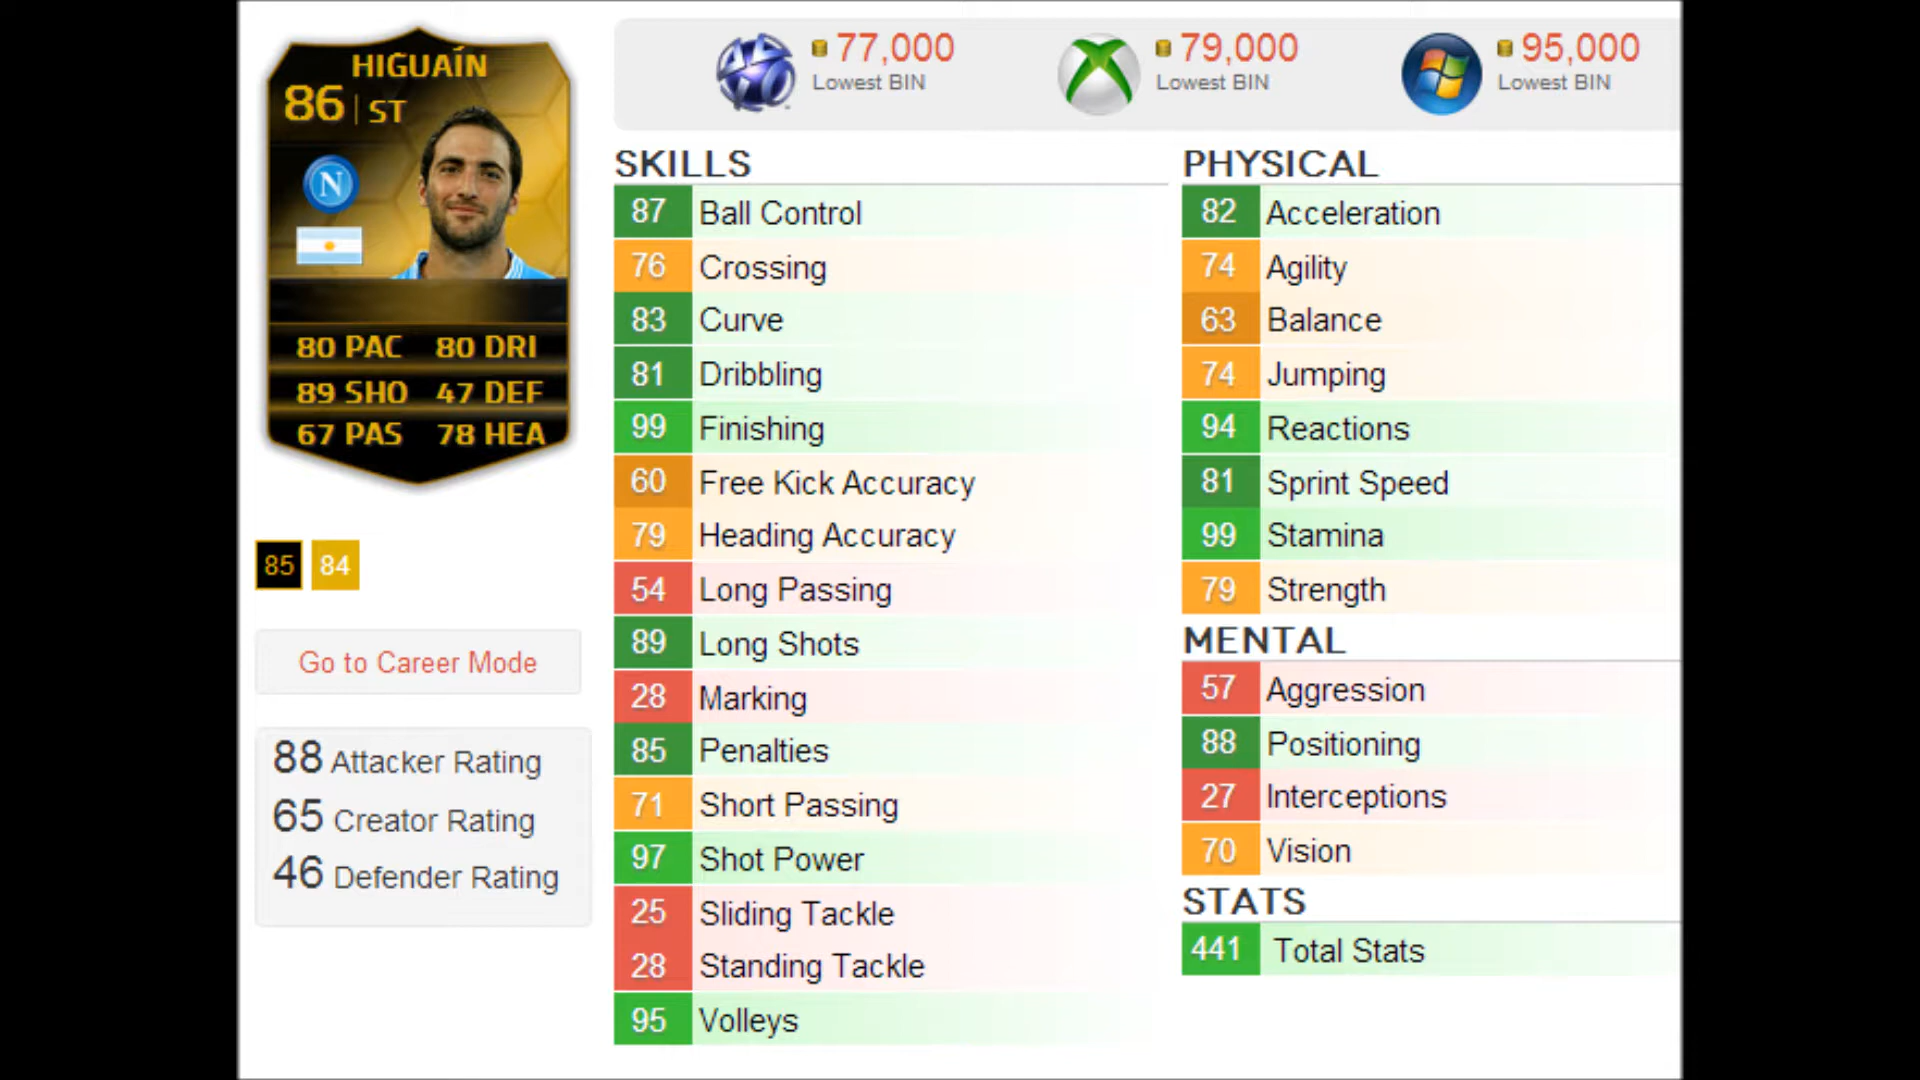 HIGUAÍN
86 | ST
N
80 PAC 80 DRI
89 SHO 47 DEF
67 PAS 78 HEA
85 84
Go to Career Mode
88 Attacker Rating
65 Creator Rating
46 Defender Rating
77,000
Lowest BIN
79,000
Lowest BIN
95,000
Lowest BIN
SKILLS
87 Ball Control
76 Crossing
83 Curve
81 Dribbling
99 Finishing
60 Free Kick Accuracy
79 Heading Accuracy
54 Long Passing
89 Long Shots
28 Marking
85 Penalties
71 Short Passing
97 Shot Power
25 Sliding Tackle
28 Standing Tackle
95 Volleys
PHYSICAL
82 Acceleration
74 Agility
63 Balance
74 Jumping
94 Reactions
81 Sprint Speed
99 Stamina
79 Strength
MENTAL
57 Aggression
88 Positioning
27 Interceptions
70 Vision
STATS
441 Total Stats